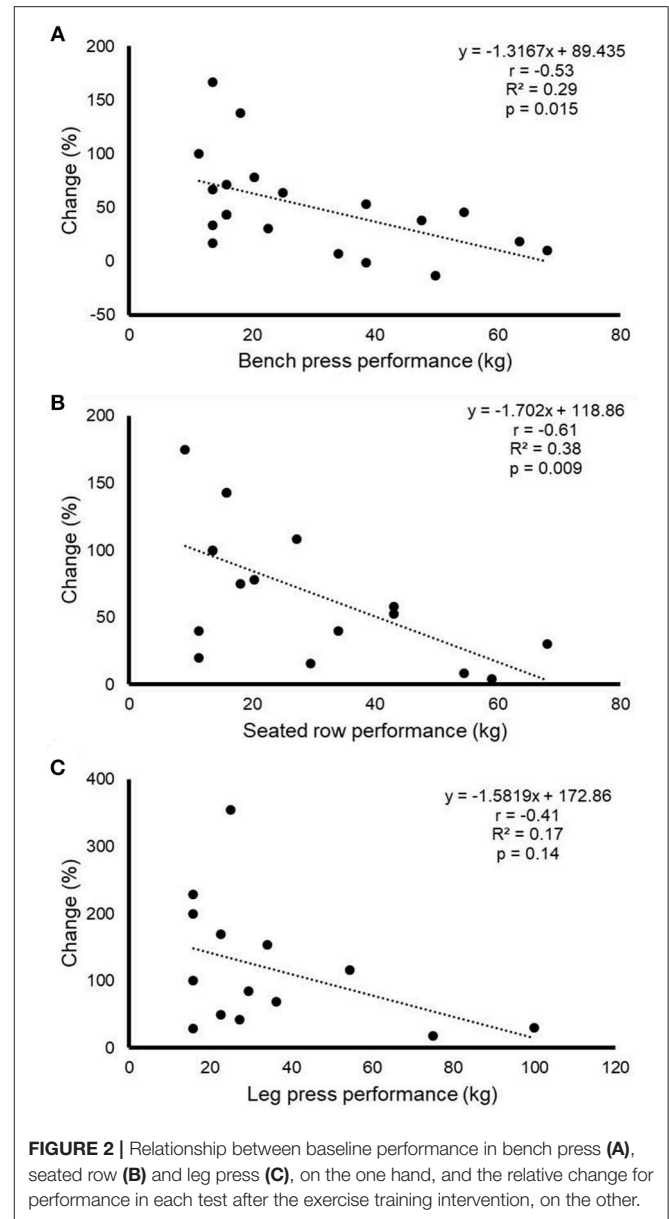 A
y = -1.3167x + 89.435
r = -0.53
R² = 0.29
p = 0.015
200
150
100
50
0
-50
Change (%)
0 20 40 60 80
Bench press performance (kg)
B
y = -1.702x + 118.86
r = -0.61
R² = 0.38
p = 0.009
200
150
100
50
0
Change (%)
0 20 40 60 80
Seated row performance (kg)
C
y = -1.5819x + 172.86
r = -0.41
R² = 0.17
p = 0.14
400
300
200
100
0
Change (%)
0 20 40 60 80 100 120
Leg press performance (kg)
FIGURE 2 | Relationship between baseline performance in bench press (A),
seated row (B) and leg press (C), on the one hand, and the relative change for
performance in each test after the exercise training intervention, on the other.